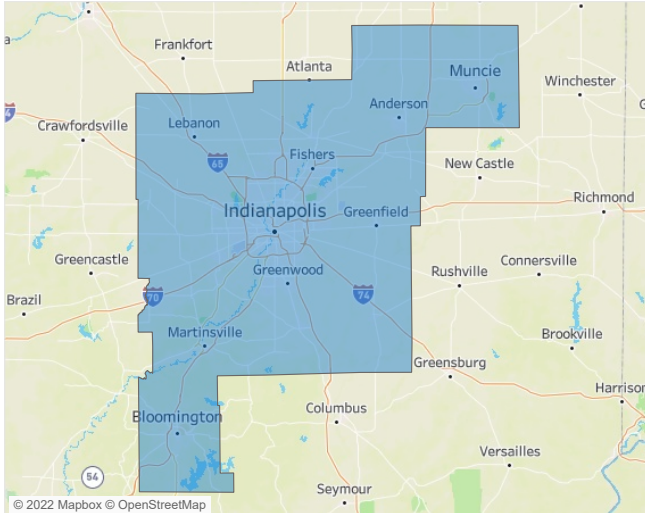 Frankfort
Atlanta
Muncie
Winchester
Anderson
Crawfordsville
Lebanon
Fishers
65
New Castle
Indianapolis
Greenfield
Richmond
Greencastle
Greenwood
Rushville
Connersville
Brazil
70
74
Martinsville
Brookville
Greensburg
Harrison
Bloomington
Columbus
Versailles
54
Seymour
© 2022 Mapbox © OpenStreetMap